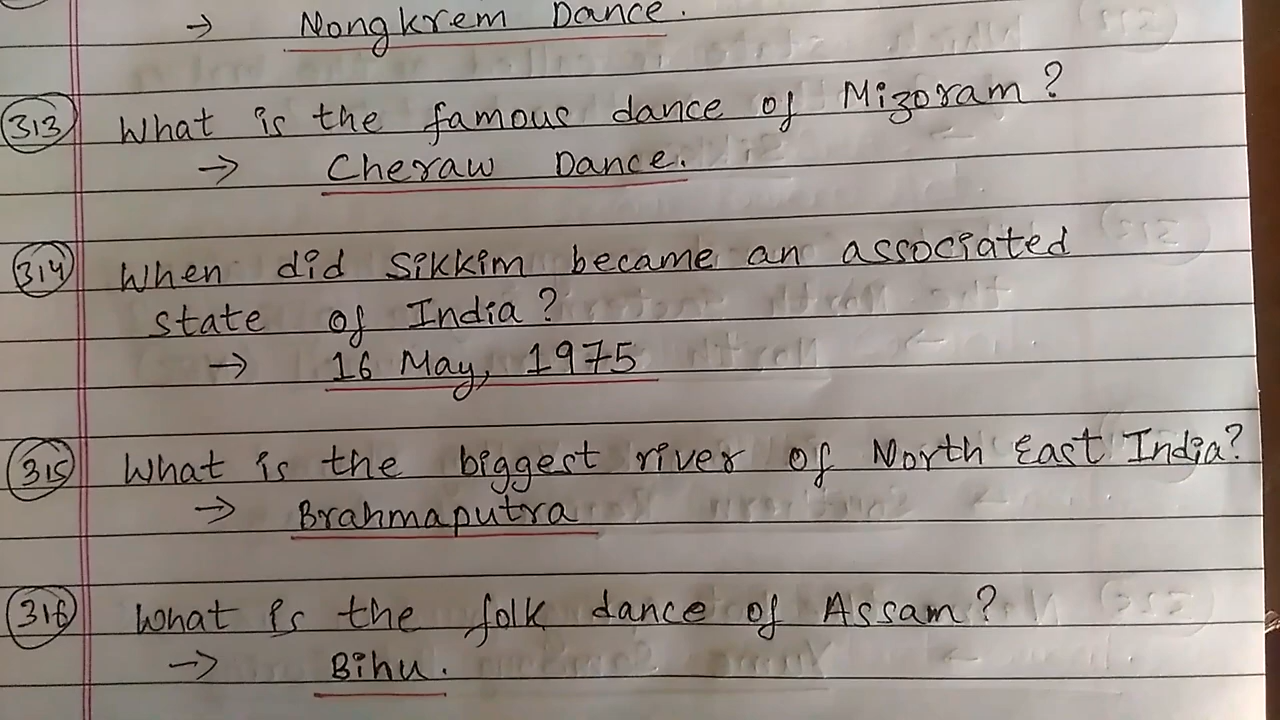 → Nongkrem Dance.
313 What is the famous dance of Mizoram?
→ Cheraw Dance.
314 When did Sikkim became an associated
state of India?
→ 16 May, 1975
315 What is the biggest river of North East India?
→ Brahmaputra
316 What is the folk dance of Assam?
→ Bihu.